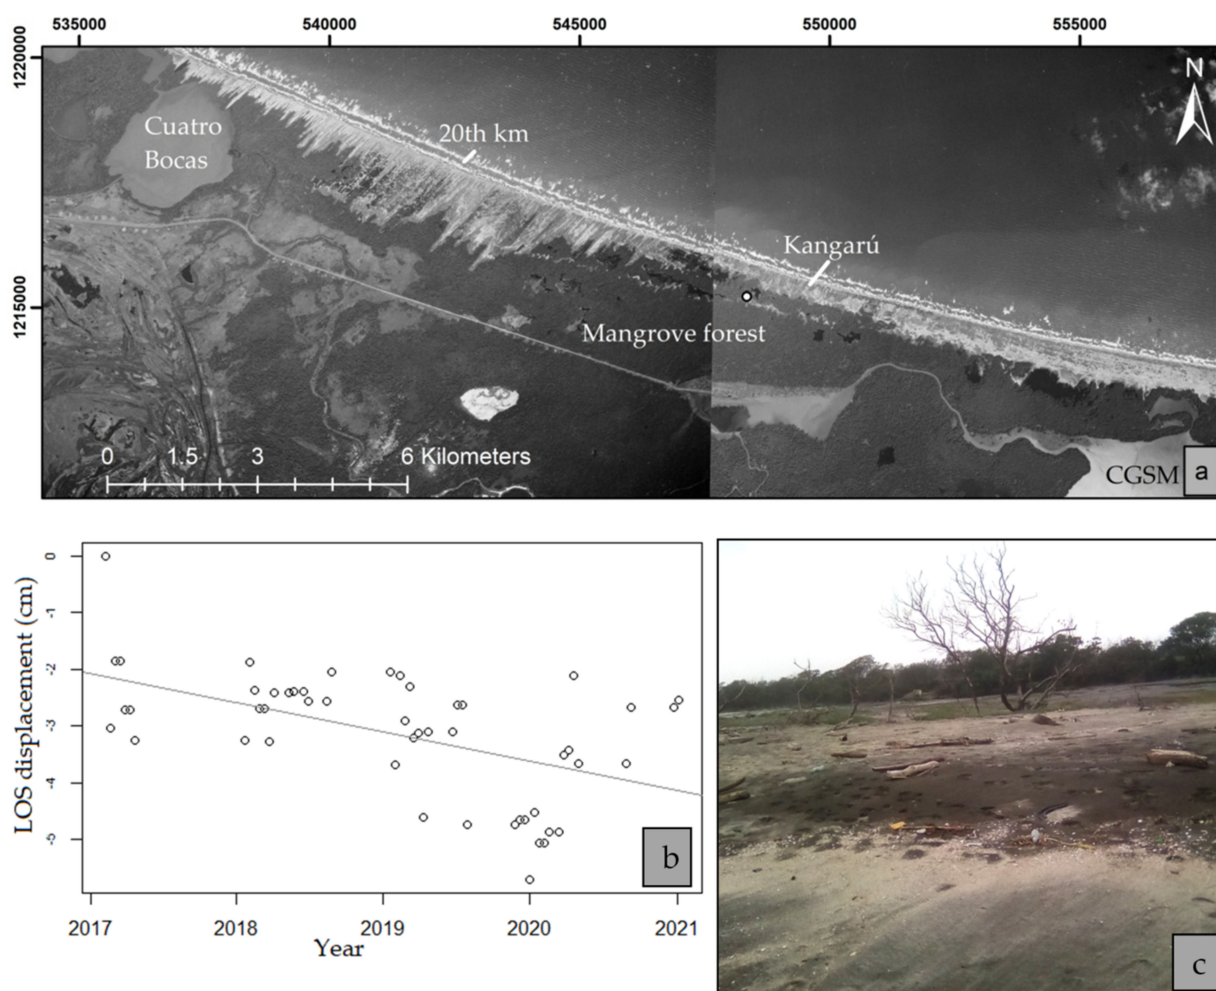 535000 540000 545000 550000 555000
1220000
1215000
N
Cuatro
Bocas
20th km
Kangarú
Mangrove forest
0 1.5 3 6 Kilometers
CGSM
a
LOS displacement (cm)
0
-1
-2
-3
-4
-5
b
2017 2018 2019 2020 2021
Year
c